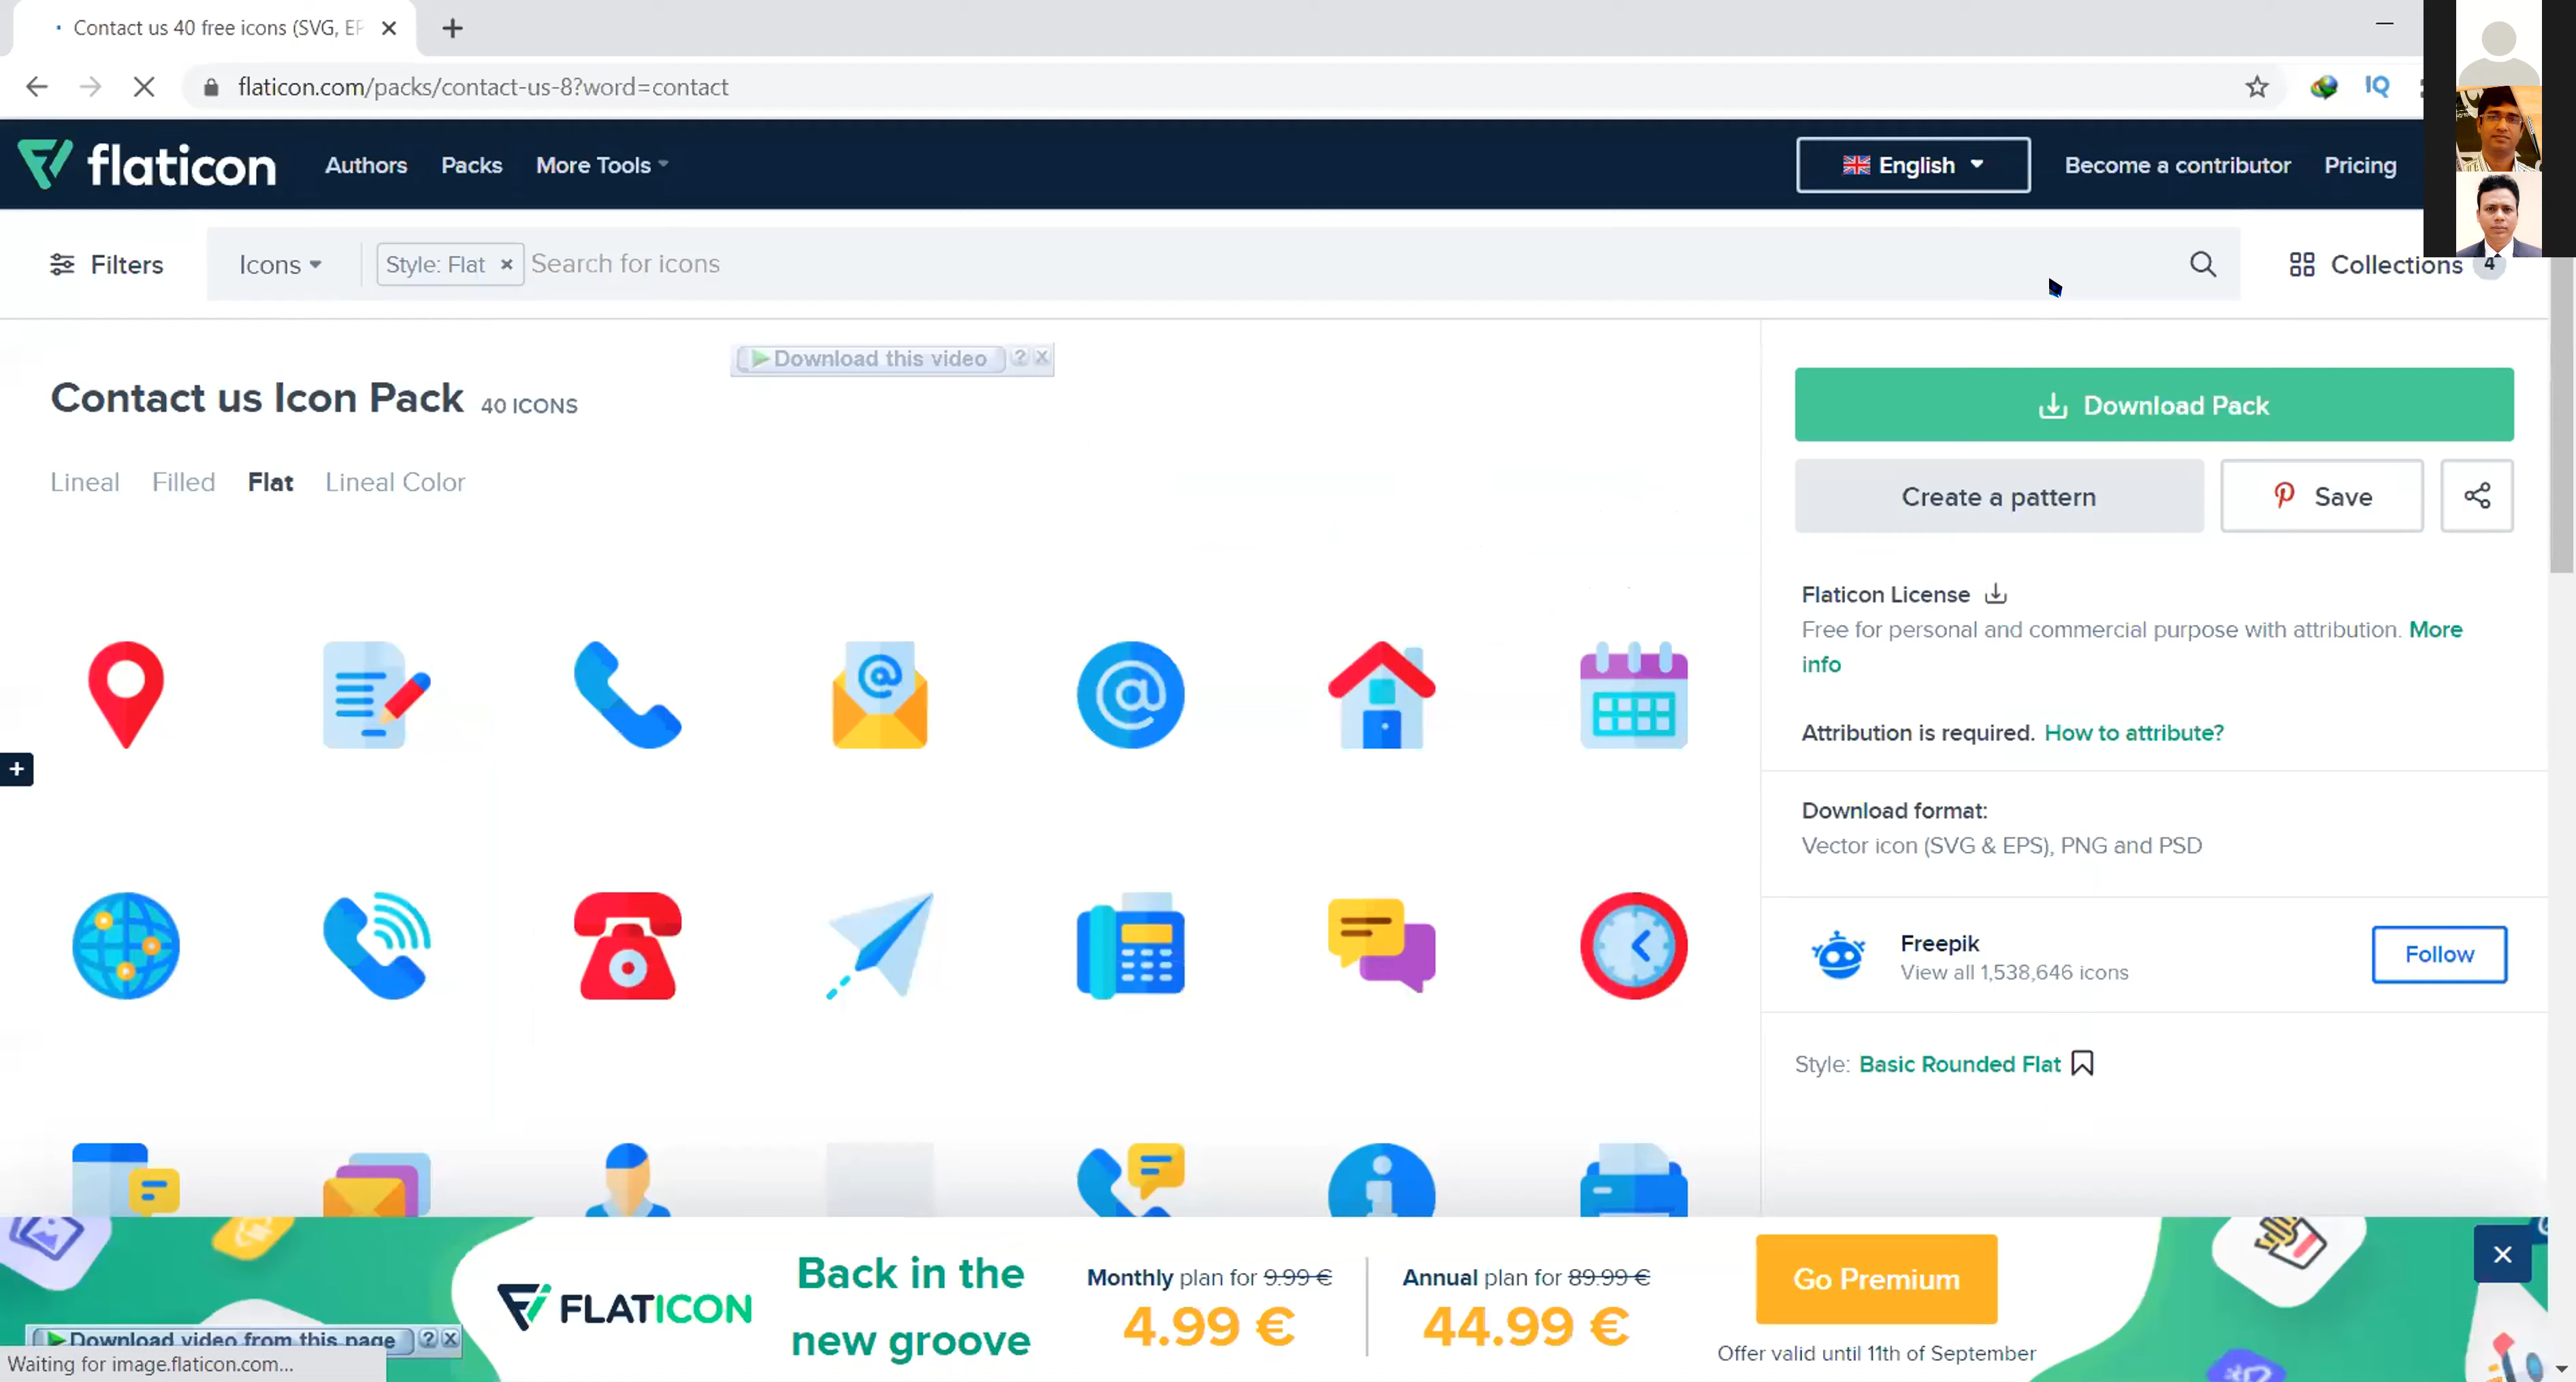 Contact us 40 free icons (SVG, EP
flaticon.com/packs/contact-us-8?word=contact
IQ
flaticon
Authors
Packs
More Tools
English
Become a contributor
Pricing
Filters
Icons
Style: Flat ×
Search for icons
Collections 4
Download this video ? X
Contact us Icon Pack 40 ICONS
Lineal
Filled
Flat
Lineal Color
Download Pack
Create a pattern
Save
Flaticon License
Free for personal and commercial purpose with attribution. More
info
Attribution is required. How to attribute?
Download format:
Vector icon (SVG & EPS), PNG and PSD
Freepik
View all 1,538,646 icons
Follow
Style: Basic Rounded Flat
FLATICON
Back in the
new groove
Monthly plan for 9.99 €
4.99 €
Annual plan for 89.99 €
44.99 €
Go Premium
Offer valid until 11th of September
Download video from this page ? X
Waiting for image.flaticon.com...